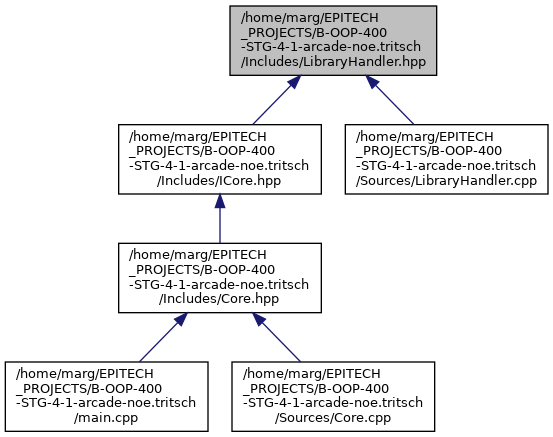 /home/marg/EPITECH
_PROJECTS/B-OOP-400
-STG-4-1-arcade-noe.tritsch
/Includes/LibraryHandler.hpp
/home/marg/EPITECH
_PROJECTS/B-OOP-400
-STG-4-1-arcade-noe.tritsch
/Includes/ICore.hpp
/home/marg/EPITECH
_PROJECTS/B-OOP-400
-STG-4-1-arcade-noe.tritsch
/Sources/LibraryHandler.cpp
/home/marg/EPITECH
_PROJECTS/B-OOP-400
-STG-4-1-arcade-noe.tritsch
/Includes/Core.hpp
/home/marg/EPITECH
_PROJECTS/B-OOP-400
-STG-4-1-arcade-noe.tritsch
/main.cpp
/home/marg/EPITECH
_PROJECTS/B-OOP-400
-STG-4-1-arcade-noe.tritsch
/Sources/Core.cpp